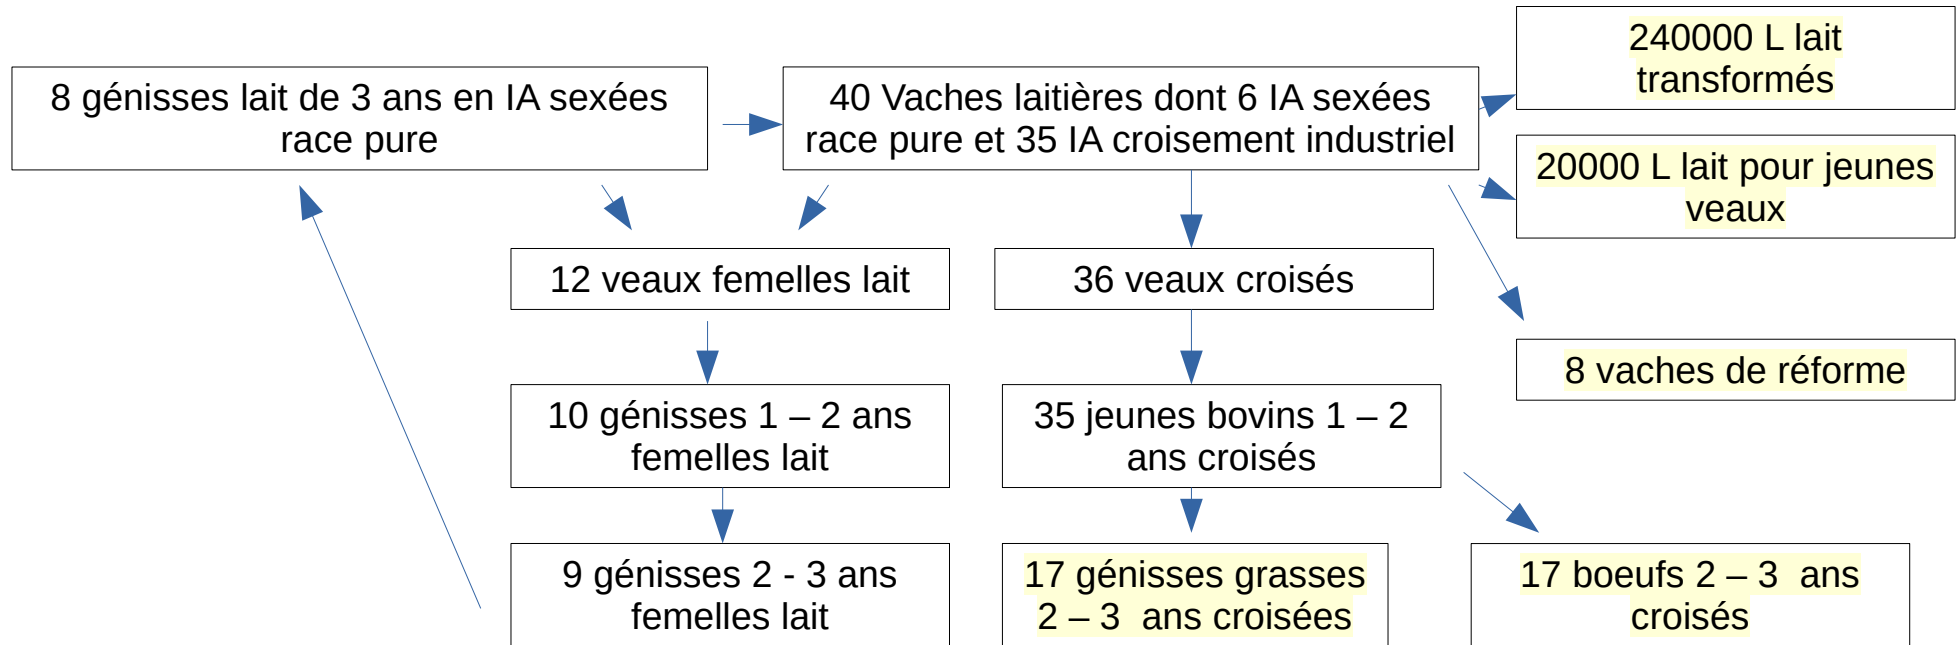 8 génisses lait de 3 ans en IA sexées
race pure
40 Vaches laitières dont 6 IA sexées
race pure et 35 IA croisement industriel
240000 L lait
transformés
20000 L lait pour jeunes
veaux
12 veaux femelles lait
36 veaux croisés
8 vaches de réforme
10 génisses 1 – 2 ans
femelles lait
35 jeunes bovins 1 – 2
ans croisés
9 génisses 2 - 3 ans
femelles lait
17 génisses grasses
2 – 3  ans croisées
17 boeufs 2 – 3  ans
croisés